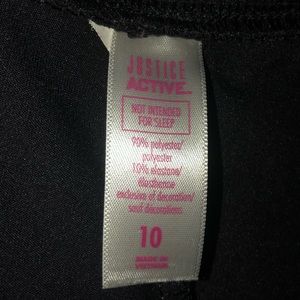 JUSTICE
ACTIVE
NOT INTENDED
FOR SLEEP
90% polyester/
polyester
10% elastane/
élasthanne
exclusive of decoration/
sauf décorations
10
MADE IN
VIETNAM